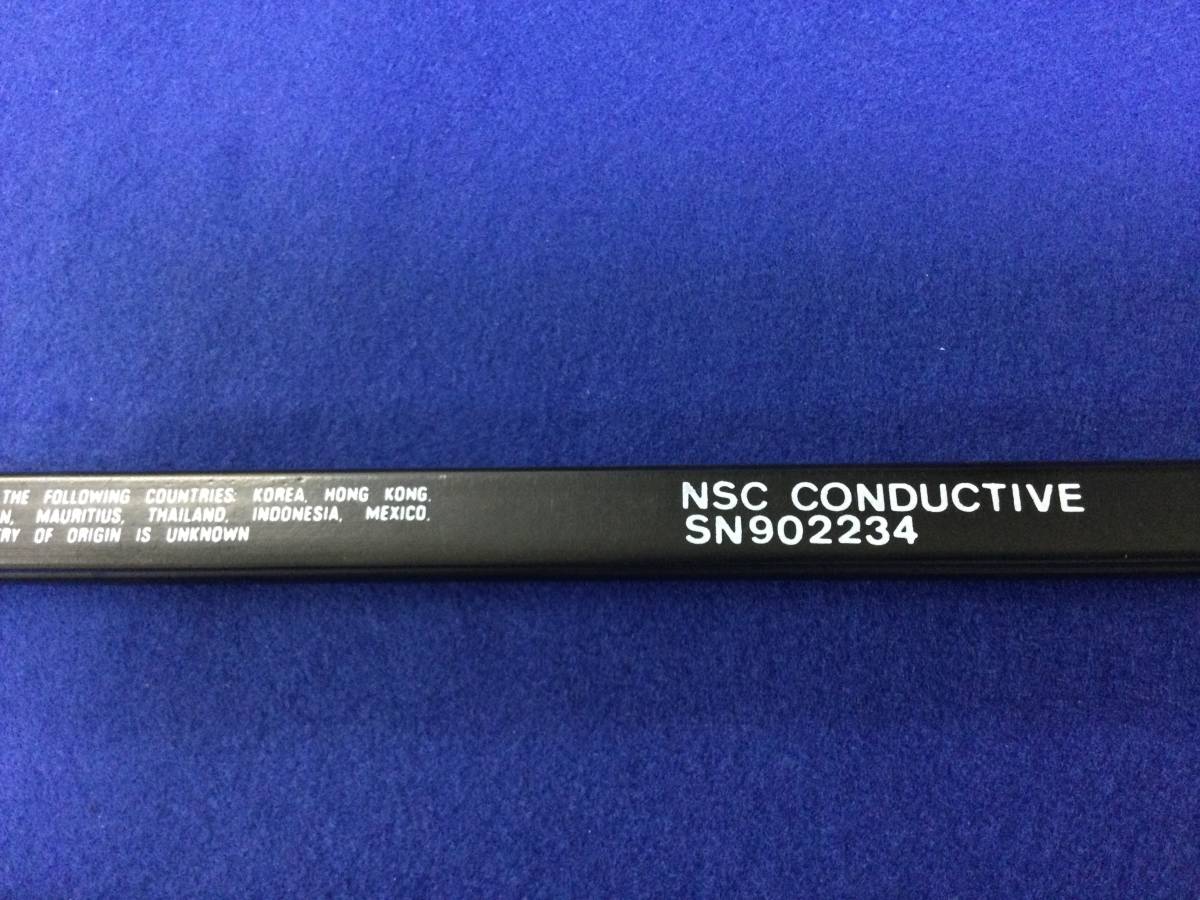 THE FOLLOWING COUNTRIES: KOREA, HONG KONG,
MAURITIUS, THAILAND, INDONESIA, MEXICO.
OF ORIGIN IS UNKNOWN
NSC CONDUCTIVE
SN902234